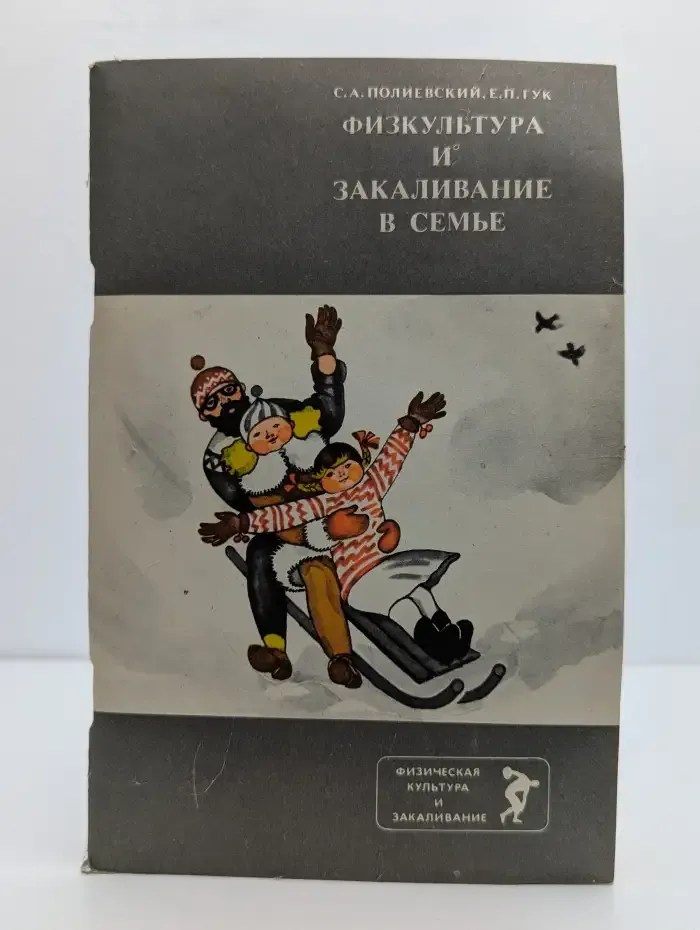 С.А.ПОЛИЕВСКИЙ, Е.П.ГУК
ФИЗКУЛЬТУРА
И
ЗАКАЛИВАНИЕ
В СЕМЬЕ
ФИЗИЧЕСКАЯ
КУЛЬТУРА
И
ЗАКАЛИВАНИЕ